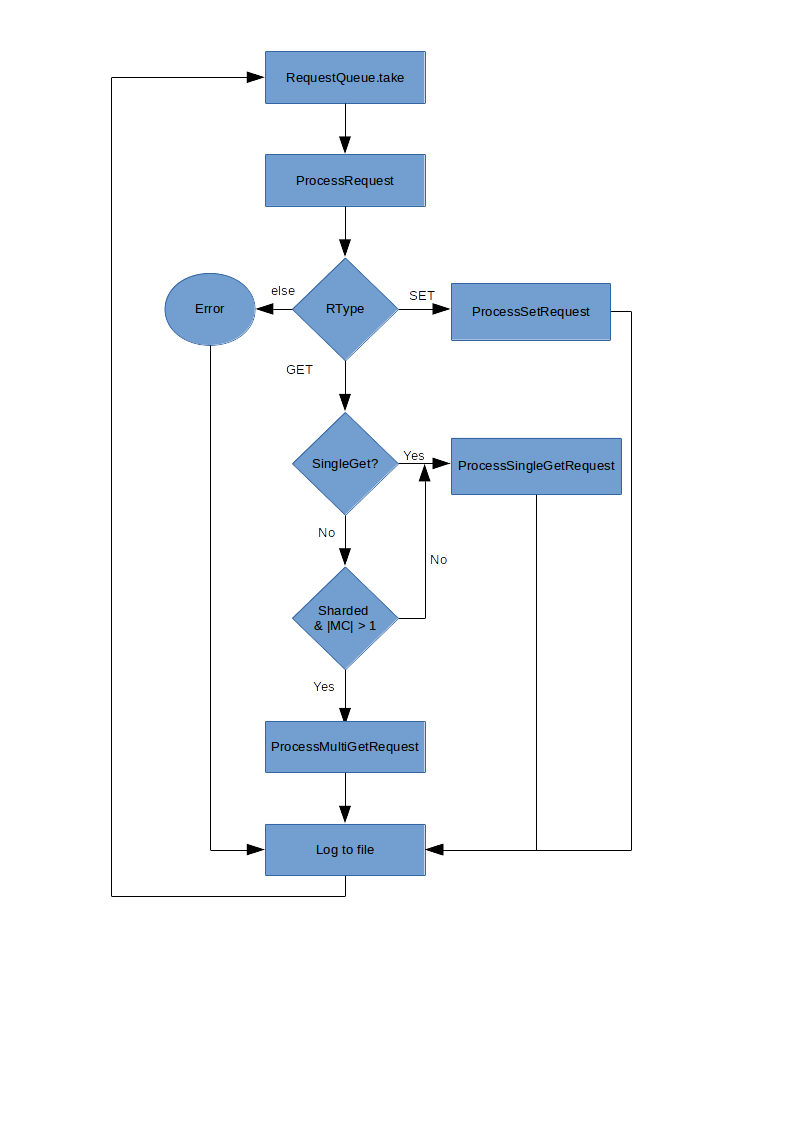 RequestQueue.take
ProcessRequest
else
SET
Error
RType
ProcessSetRequest
GET
Yes
SingleGet?
ProcessSingleGetRequest
No
No
Sharded
& |MC| > 1
Yes
ProcessMultiGetRequest
Log to file